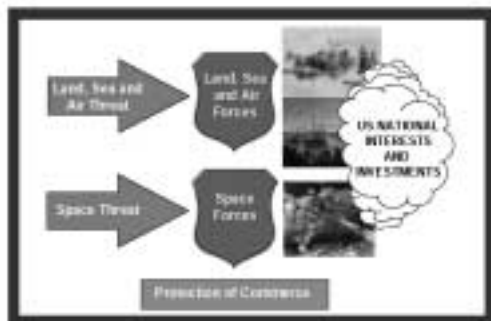 Land, Sea and
Air Threat
Land, Sea
and Air
Forces
US NATIONAL
INTERESTS
AND
INVESTMENTS
Space Threat
Space
Forces
Protection of Commerce